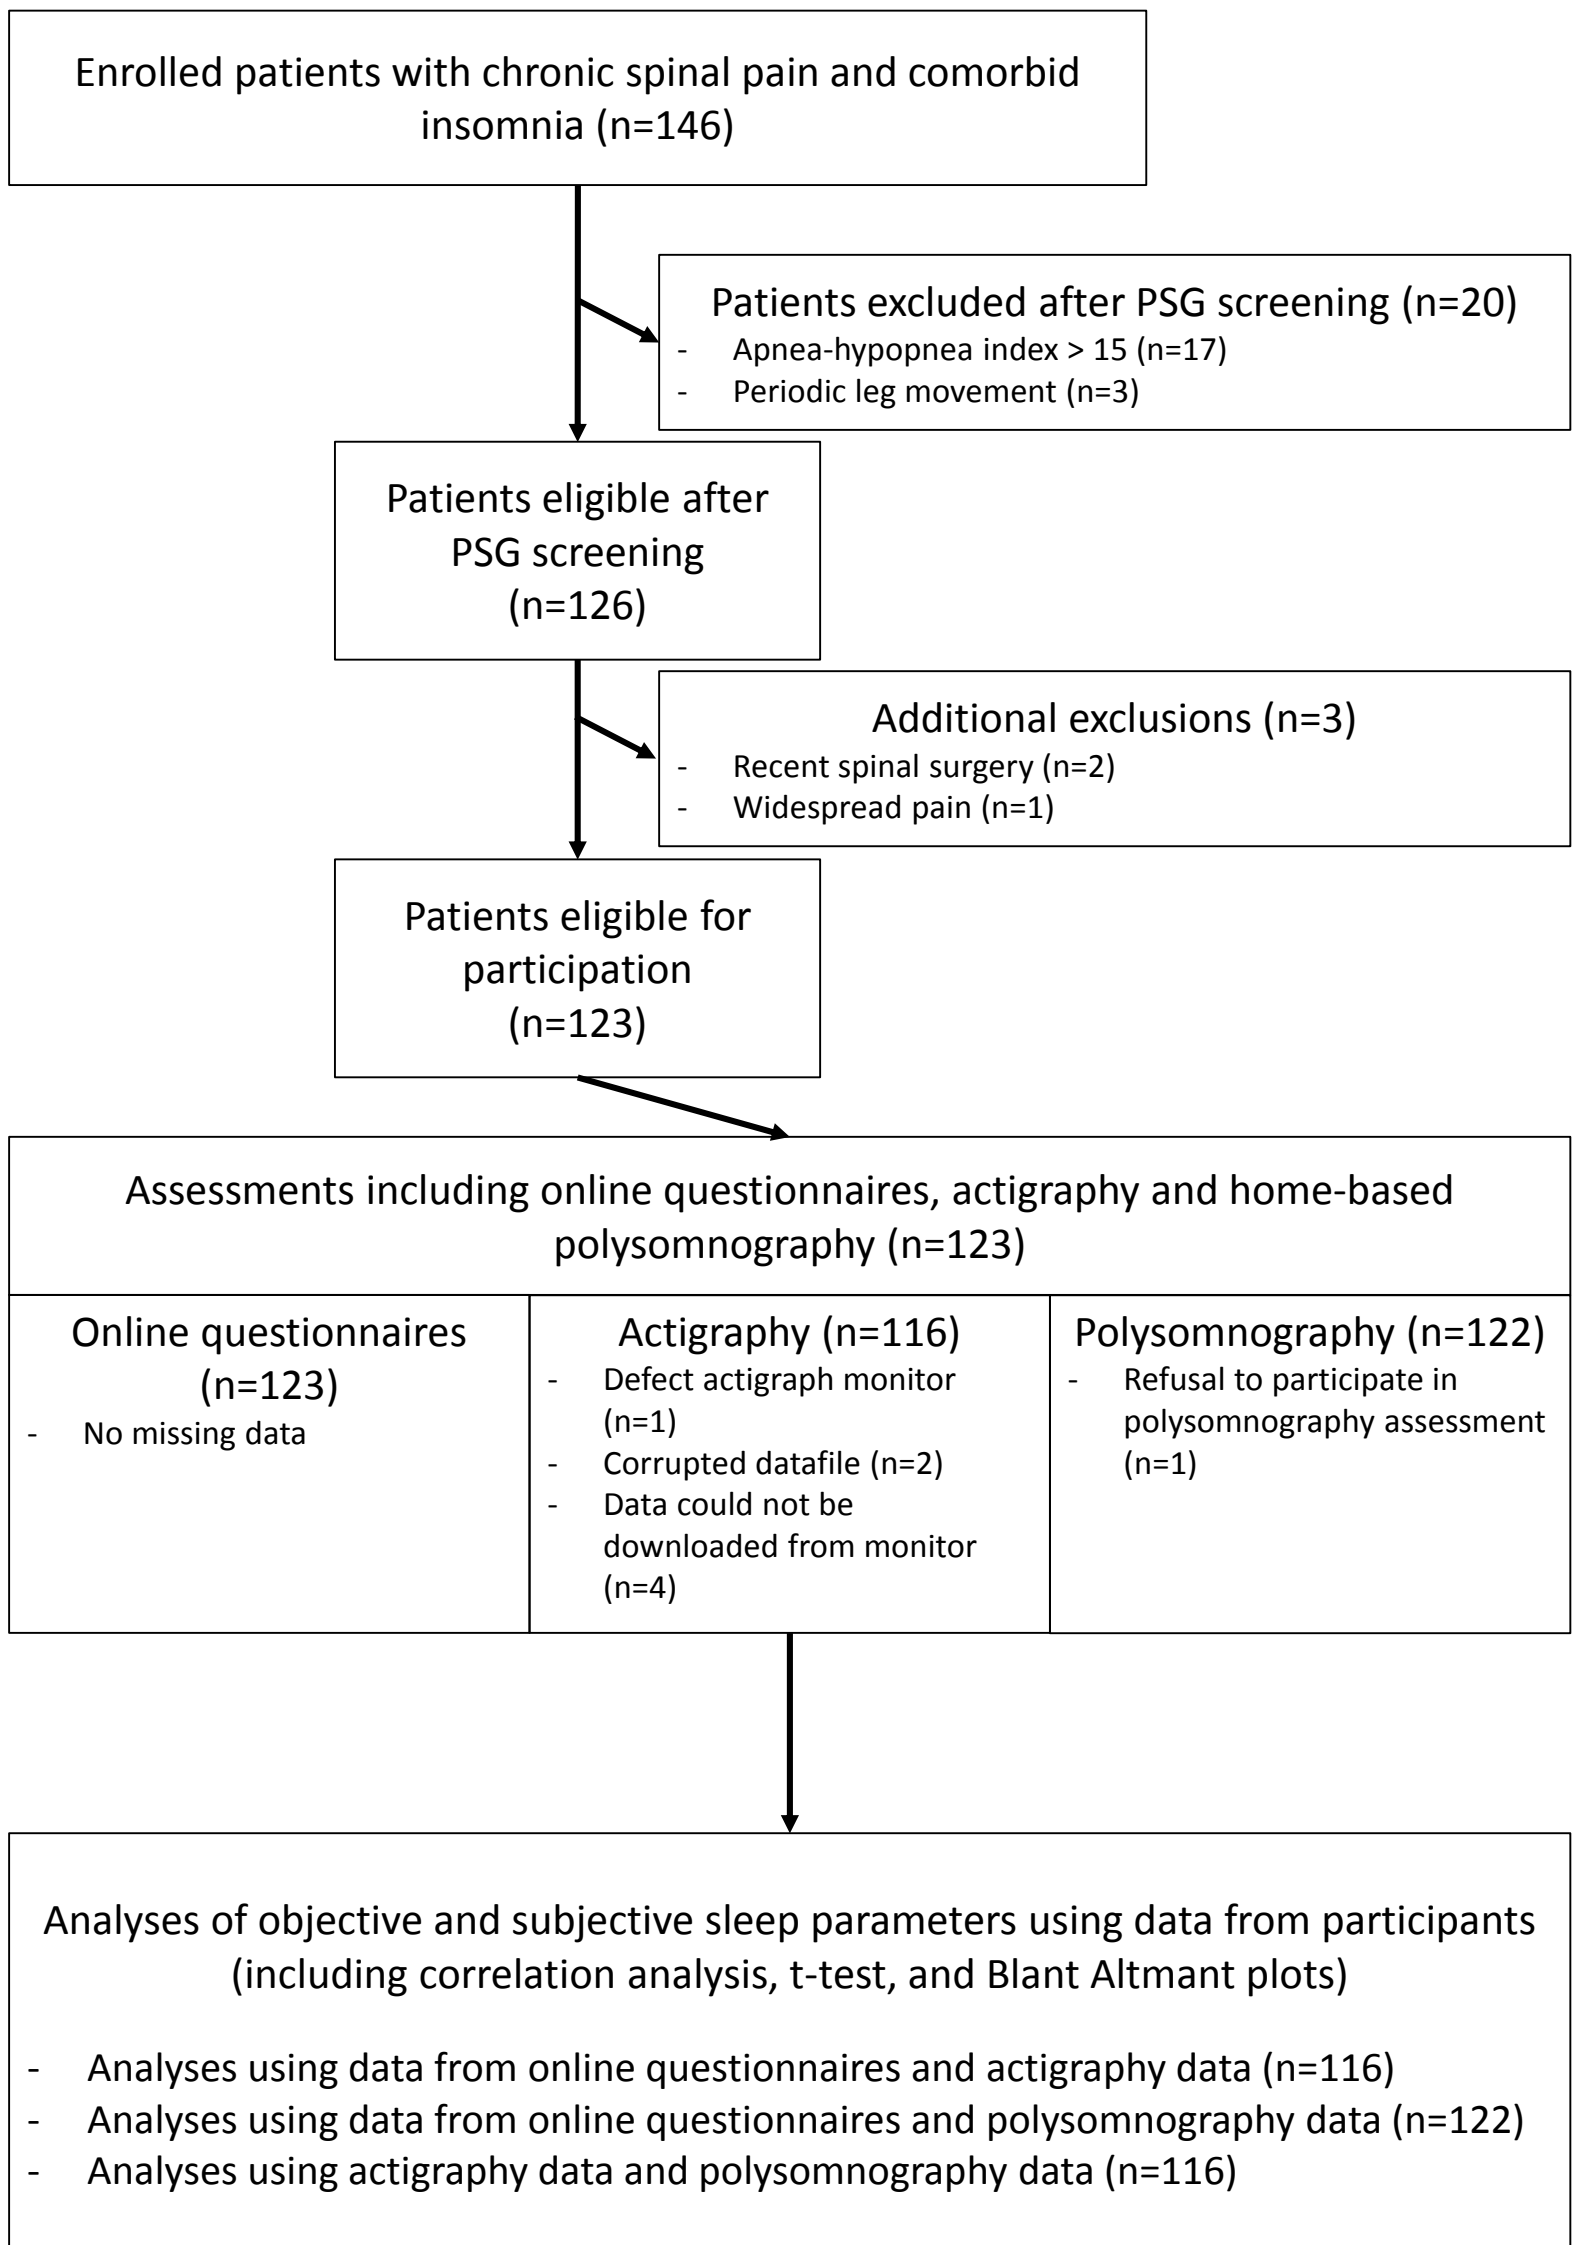 Enrolled patients with chronic spinal pain and comorbid
insomnia (n=146)
Patients excluded after PSG screening (n=20)
- Apnea-hypopnea index > 15 (n=17)
- Periodic leg movement (n=3)
Patients eligible after
PSG screening
(n=126)
Additional exclusions (n=3)
- Recent spinal surgery (n=2)
- Widespread pain (n=1)
Patients eligible for
participation
(n=123)
Assessments including online questionnaires, actigraphy and home-based
polysomnography (n=123)
Online questionnaires
(n=123)
- No missing data
Actigraphy (n=116)
- Defect actigraph monitor
(n=1)
- Corrupted datafile (n=2)
- Data could not be
downloaded from monitor
(n=4)
Polysomnography (n=122)
- Refusal to participate in
polysomnography assessment
(n=1)
Analyses of objective and subjective sleep parameters using data from participants
(including correlation analysis, t-test, and Blant Altmant plots)
- Analyses using data from online questionnaires and actigraphy data (n=116)
- Analyses using data from online questionnaires and polysomnography data (n=122)
- Analyses using actigraphy data and polysomnography data (n=116)